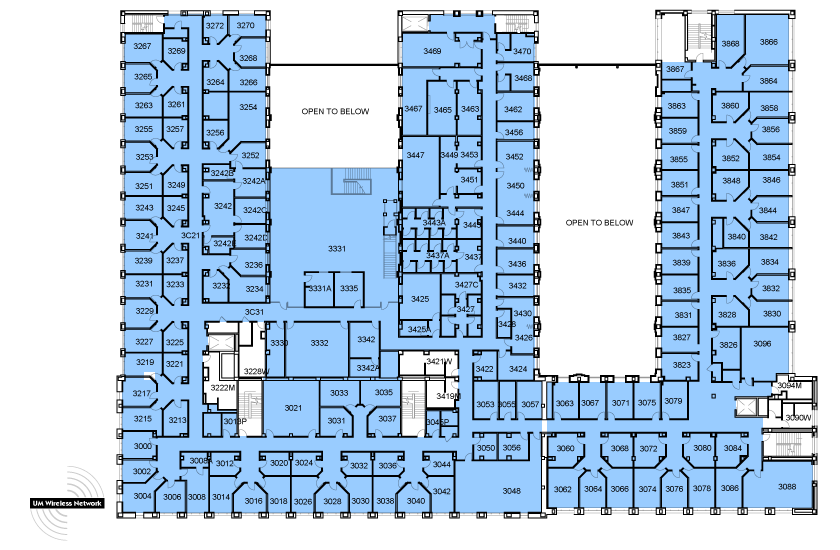 3272 3270 3866
3267 3269 3469 3470 3868
3268
3265 3264 3266 3468 3867 3864
3263 3261 3254 OPEN TO BELOW 3467 3465 3463 3462 3863 3860 3858
3255 3257 3256 3456 3859 3856
3253 3252 3447 3449 3453 3452 3855 3852 3854
3242B
3251 3249 3242A 3451 3450 3851 3848 3846
3243 3245 3242 3242C 3444 3847 3844
3443A 3445 OPEN TO BELOW
3241 3C211 3242D 3440 3843 3840 3842
3331
3239 3237 3236 3437A 3437 3436 3839 3836 3834
3231 3233 3232 3234 3331A 3335 3427C 3432 3835 3832
3425
3229 3C31 3427 3430 3831 3828 3830
3425A 3428 3426
3227 3225 3330 3332 3342 3827 3826 3096
3219 3221 3228W 3342A 3421W 3422 3424 3823
3217 3222M 3033 3035 3419M 3094M
3021 3053 3055 3057 3063 3067 3071 3075 3079
3215 3213 3018P 3031 3037 3045P 3090W
3000 3050 3056 3060 3068 3072 3080 3084
3002 3008 3012 3020 3024 3032 3036 3044
3004 3006 3008 3014 3016 3018 3026 3028 3030 3038 3040 3042 3048 3062 3064 3066 3074 3076 3078 3086 3088
UM Wireless Network